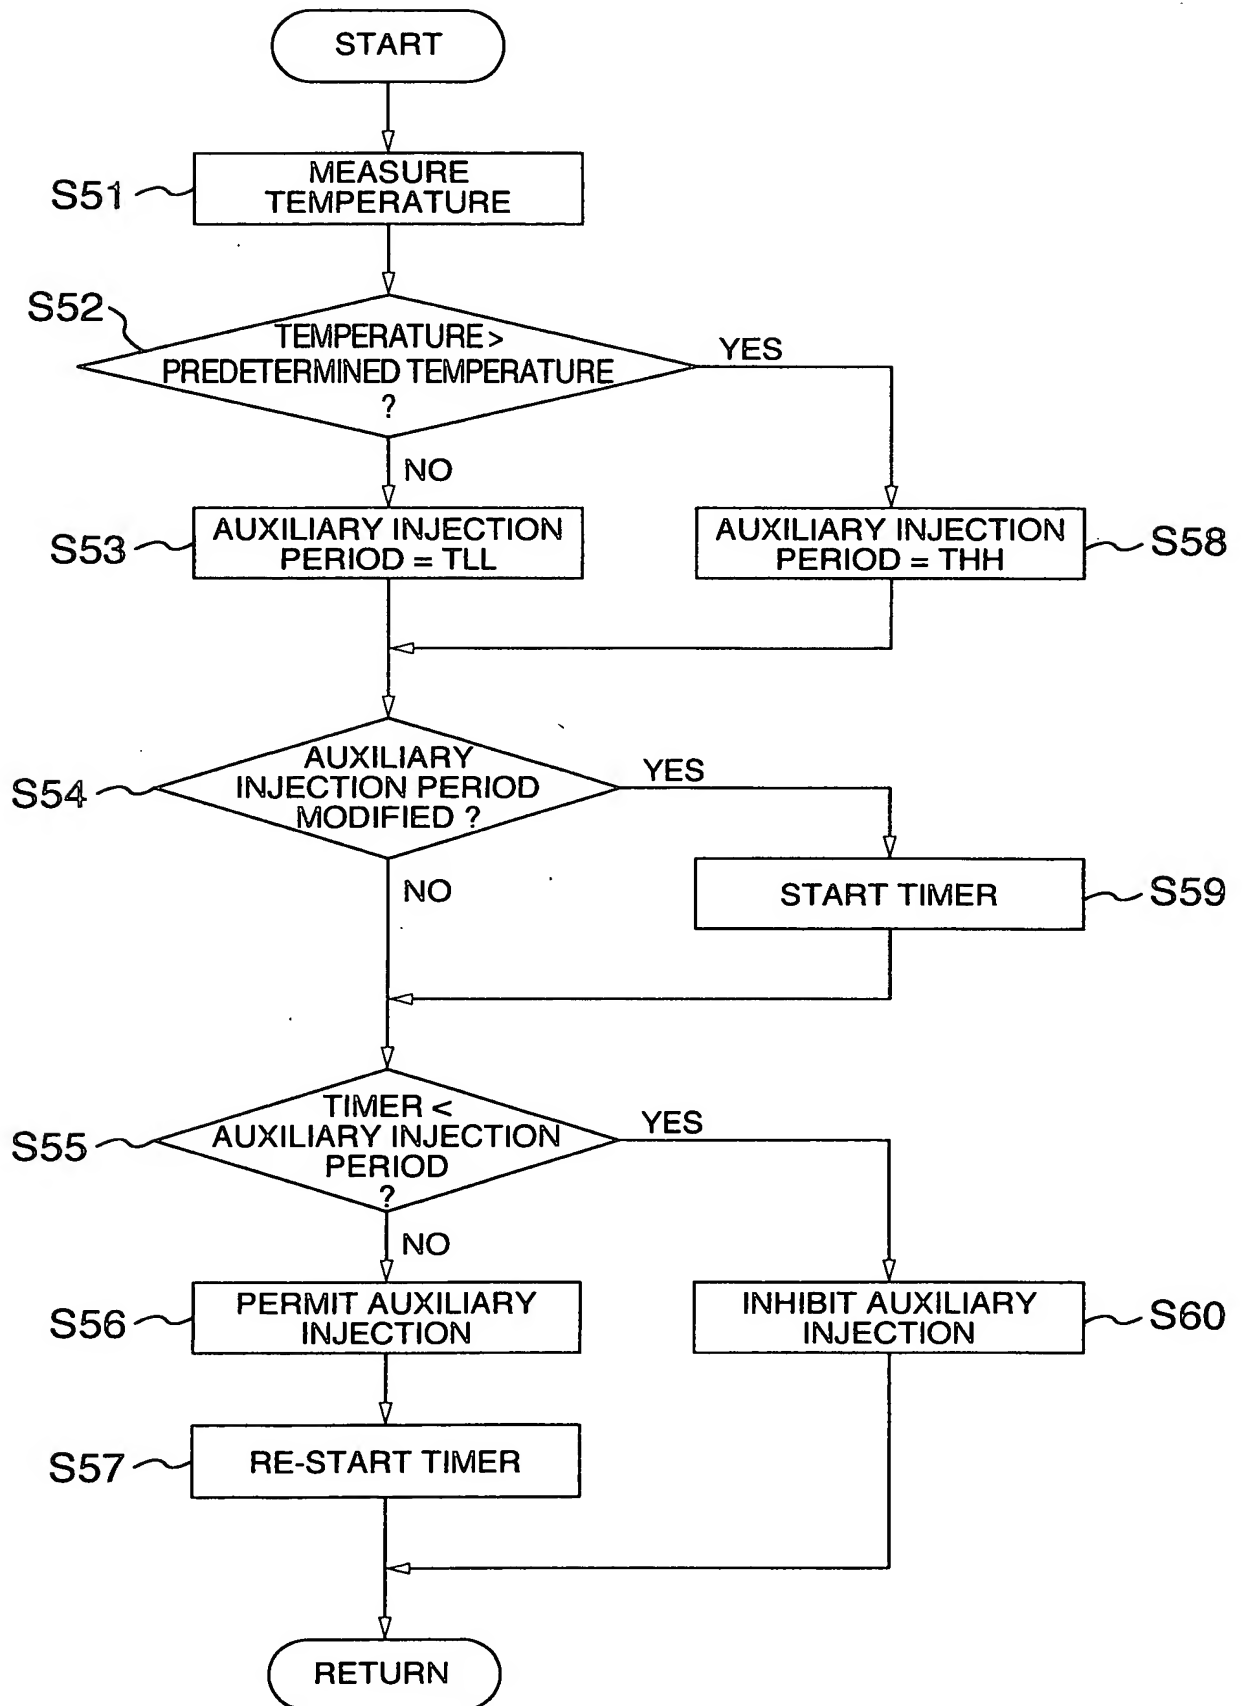 START
S51
MEASURE
TEMPERATURE
S52
TEMPERATURE >
PREDETERMINED TEMPERATURE
?
YES
NO
S53
AUXILIARY INJECTION
PERIOD = TLL
AUXILIARY INJECTION
PERIOD = THH
S58
S54
AUXILIARY
INJECTION PERIOD
MODIFIED ?
YES
NO
START TIMER
S59
S55
TIMER <
AUXILIARY INJECTION
PERIOD
?
YES
NO
S56
PERMIT AUXILIARY
INJECTION
INHIBIT AUXILIARY
INJECTION
S60
S57
RE-START TIMER
RETURN